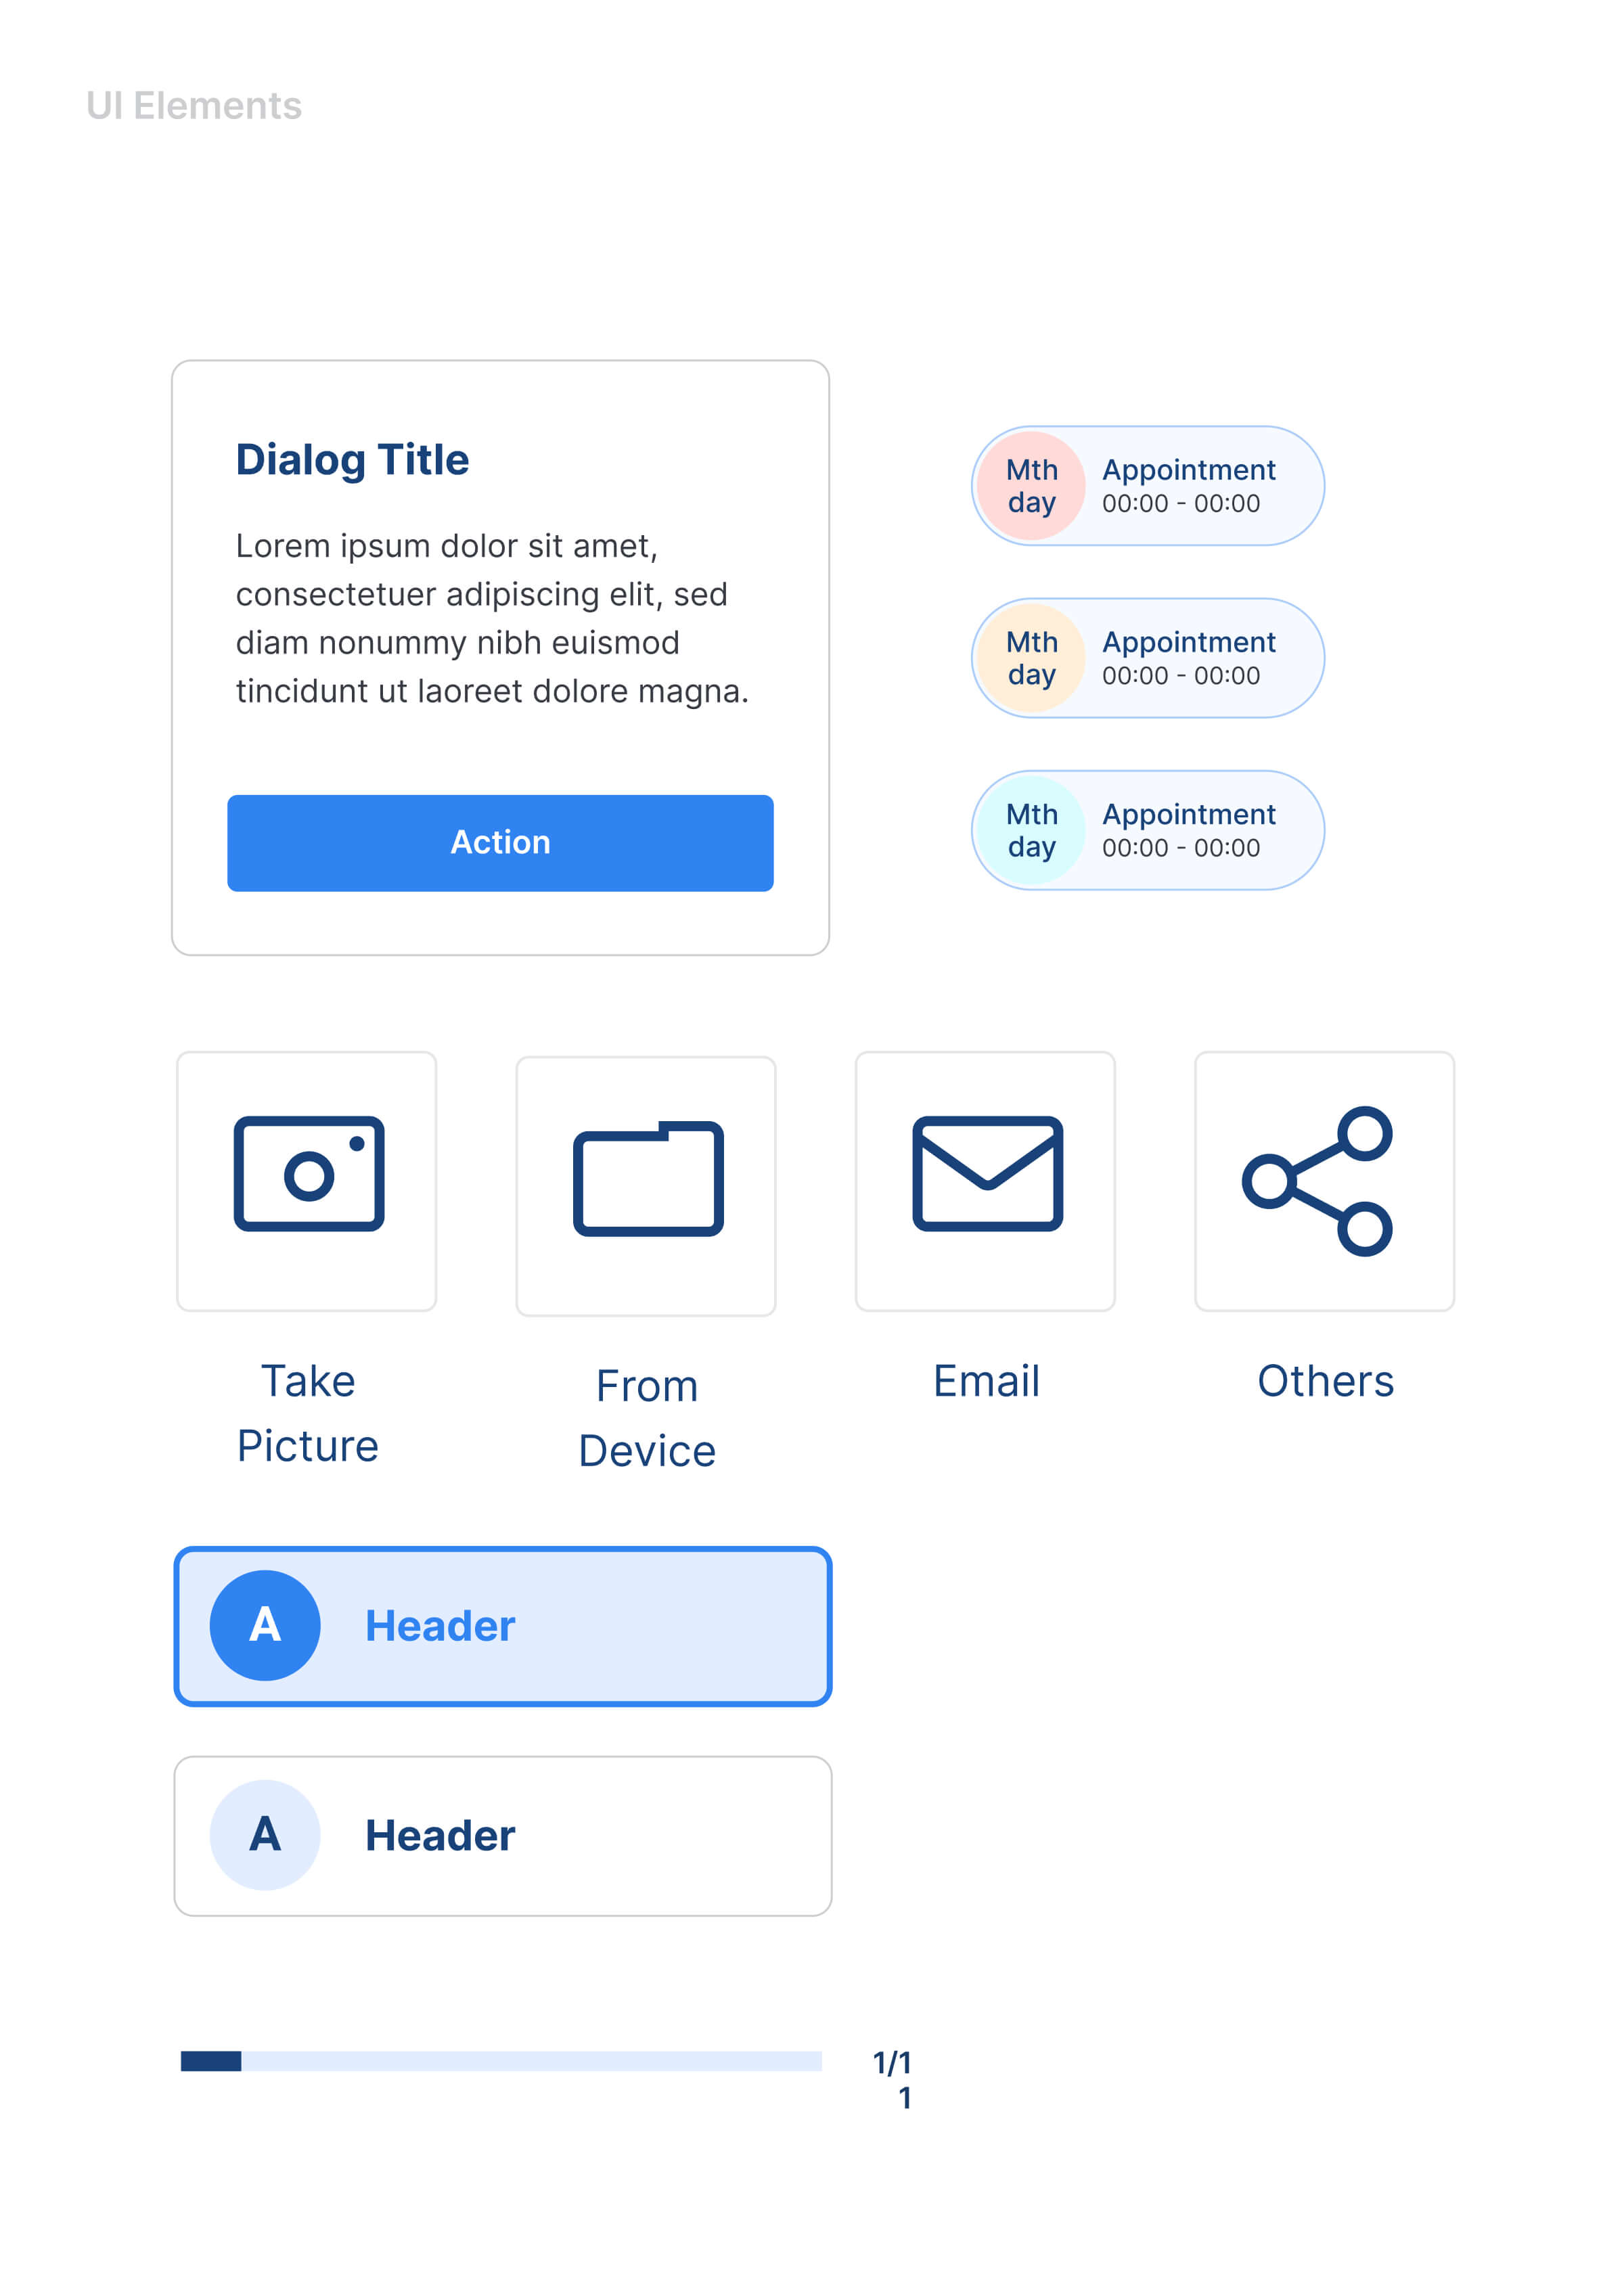 UI Elements
Dialog Title
Lorem ipsum dolor sit amet,
consectetuer adipiscing elit, sed
diam nonummy nibh euismod
tincidunt ut laoreet dolore magna.
Action
Mth
day
Appointment
00:00 - 00:00
Mth
day
Appointment
00:00 - 00:00
Mth
day
Appointment
00:00 - 00:00
Take
Picture
From
Device
Email
Others
A
Header
A
Header
1/1
1